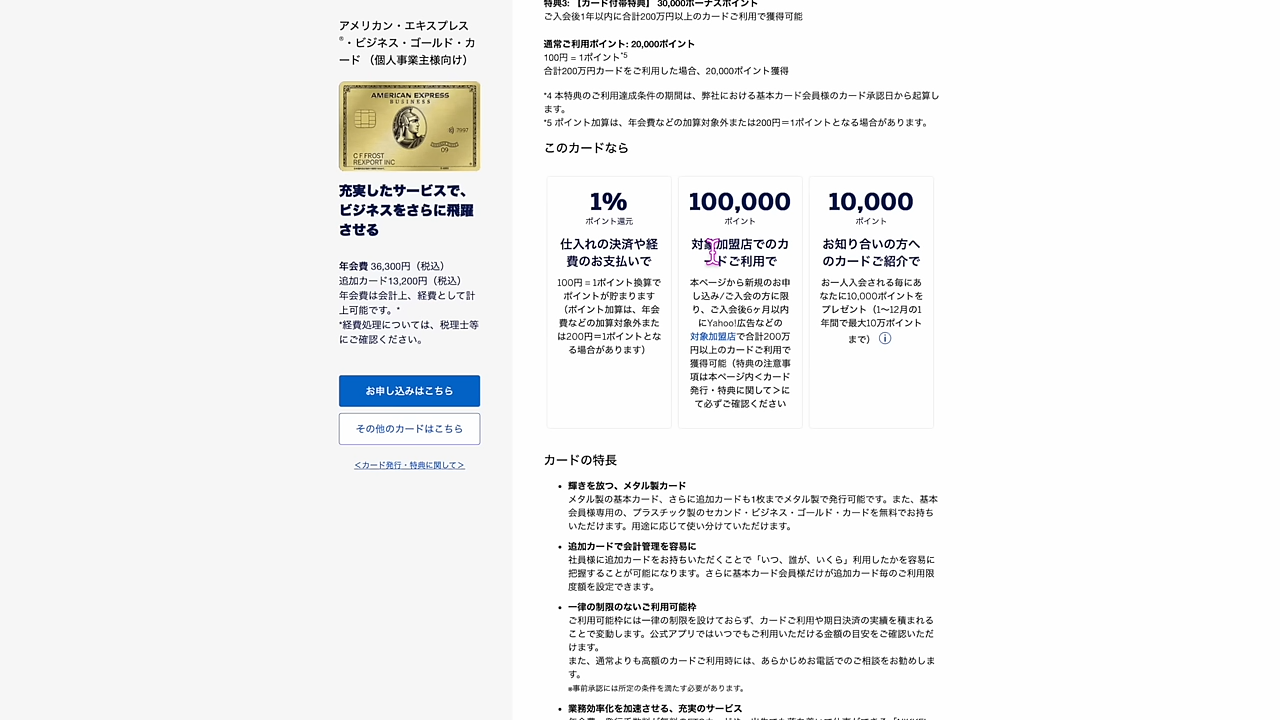 アメリカン・エキスプレス
®・ビジネス・ゴールド・カ
ード （個人事業主様向け）
AMERICAN EXPRESS
BUSINESS
7997
09
C F FROST
REXPORT INC
充実したサービスで、
ビジネスをさらに飛躍
させる
年会費 36,300円（税込）
追加カード13,200円（税込）
年会費は会計上、経費として計
上可能です。*
*経費処理については、税理士等
にご確認ください。
お申し込みはこちら
その他のカードはこちら
＜カード発行・特典に関して＞
特典3: 【カード付帯特典】 30,000ボーナスポイント
ご入会後1年以内に合計200万円以上のカードご利用で獲得可能
通常ご利用ポイント: 20,000ポイント
100円 = 1ポイント*5
合計200万円カードをご利用した場合、20,000ポイント獲得
*4 本特典のご利用達成条件の期間は、弊社における基本カード会員様のカード承認日から起算し
ます。
*5 ポイント加算は、年会費などの加算対象外または200円＝1ポイントとなる場合があります。
このカードなら
1%
ポイント還元
仕入れの決済や経
費のお支払いで
100円 = 1ポイント換算で
ポイントが貯まります
（ポイント加算は、年会
費などの加算対象外また
は200円＝1ポイントとな
る場合があります）
100,000
ポイント
対象加盟店でのカ
ードご利用で
本ページから新規のお申
し込み/ご入会の方に限
り、ご入会後6ヶ月以内
にYahoo!広告などの
対象加盟店で合計200万
円以上のカードご利用で
獲得可能（特典の注意事
項は本ページ内＜カード
発行・特典に関して＞に
て必ずご確認ください
10,000
ポイント
お知り合いの方へ
のカードご紹介で
お一人入会される毎にあ
なたに10,000ポイントを
プレゼント（1〜12月の1
年間で最大10万ポイント
まで） i
カードの特長
• 輝きを放つ、メタル製カード
メタル製の基本カード、さらに追加カードも1枚までメタル製で発行可能です。また、基本
会員様専用の、プラスチック製のセカンド・ビジネス・ゴールド・カードを無料でお持ち
いただけます。用途に応じて使い分けていただけます。
• 追加カードで会計管理を容易に
社員様に追加カードをお持ちいただくことで「いつ、誰が、いくら」利用したかを容易に
把握することが可能になります。さらに基本カード会員様だけが追加カード毎のご利用限
度額を設定できます。
• 一律の制限のないご利用可能枠
ご利用可能枠には一律の制限を設けておらず、カードご利用や期日決済の実績を積まれる
ことで変動します。公式アプリではいつでもご利用いただける金額の目安をご確認いただ
けます。
また、通常よりも高額のカードご利用時には、あらかじめお電話でのご相談をお勧めしま
す。
※事前承認には所定の条件を満たす必要があります。
• 業務効率化を加速させる、充実のサービス